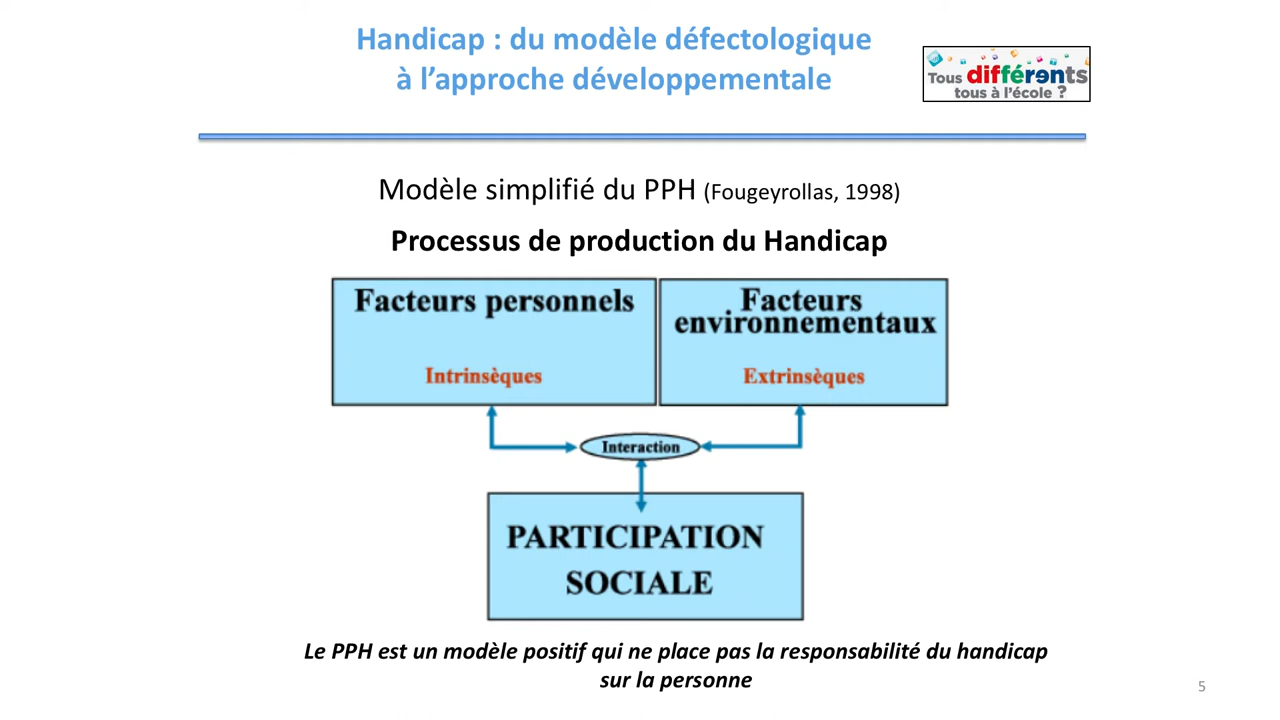 Handicap : du modèle défectologique
à l’approche développementale
Tous différents
tous à l’école ?
Modèle simplifié du PPH (Fougeyrollas, 1998)
Processus de production du Handicap
Facteurs personnels
Intrinsèques
Facteurs
environnementaux
Extrinsèques
Interaction
PARTICIPATION
SOCIALE
Le PPH est un modèle positif qui ne place pas la responsabilité du handicap
sur la personne
5